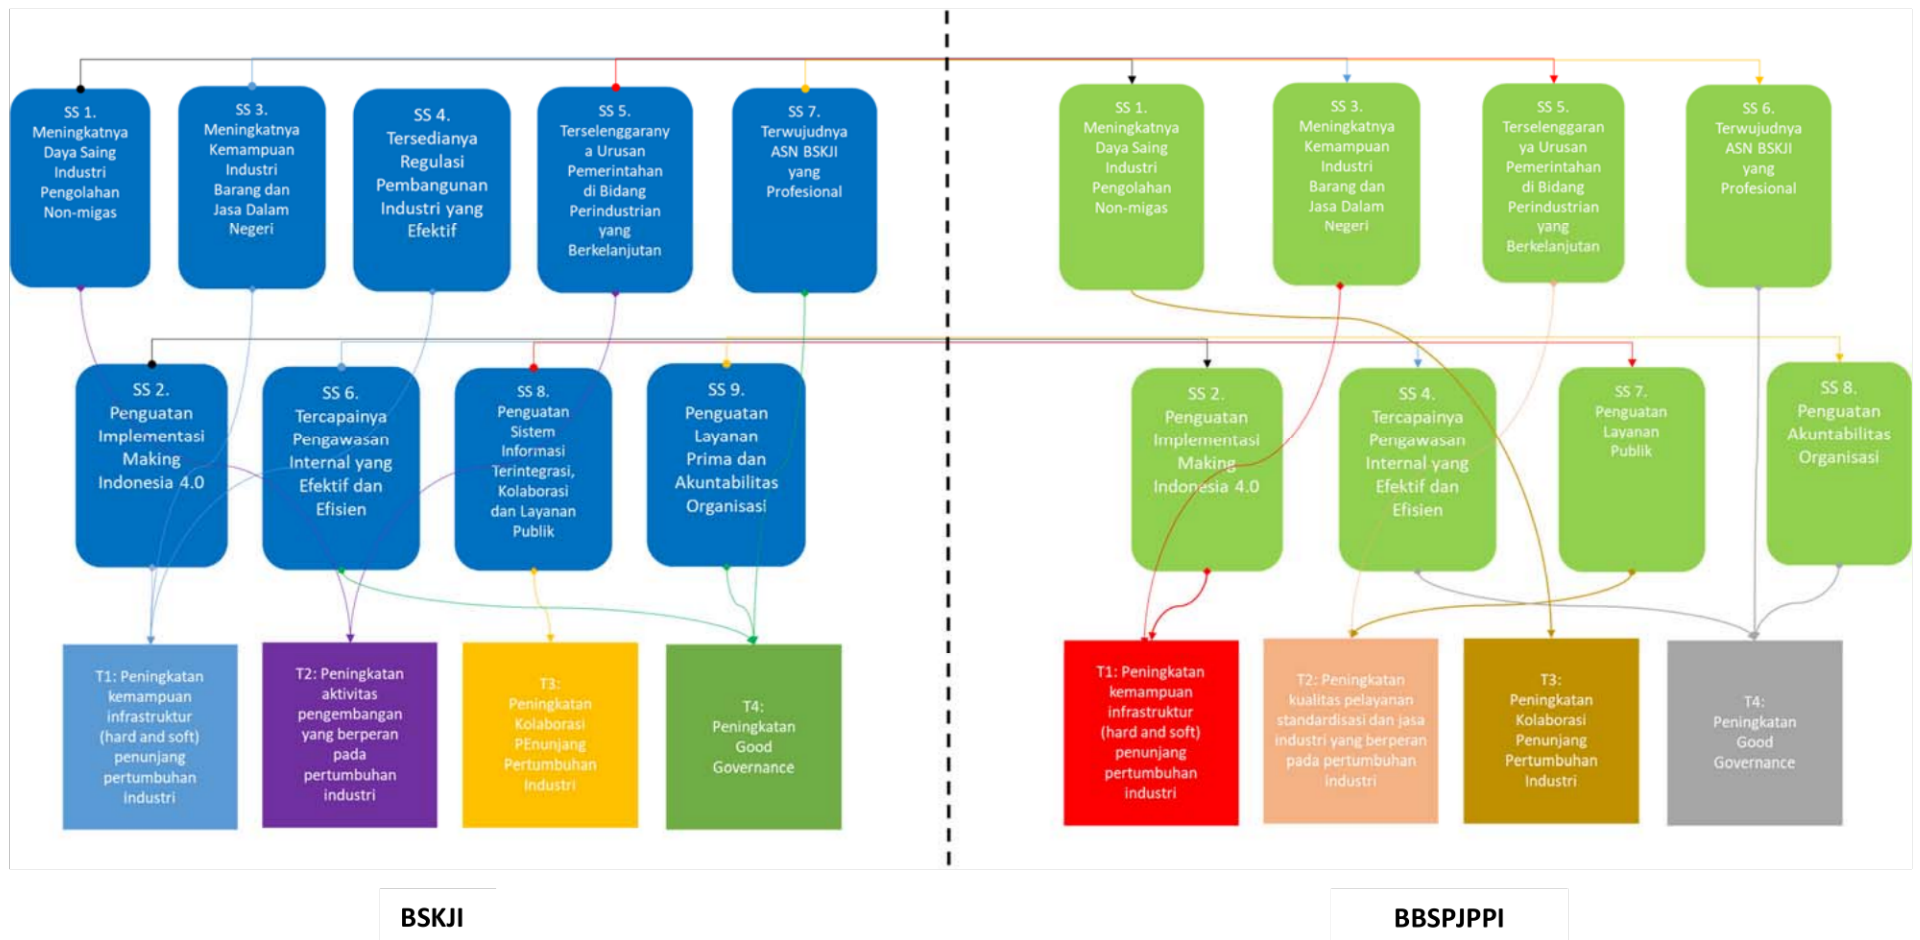 SS 1.
Meningkatnya
Daya Saing
Industri
Pengolahan
Non-migas
SS 3.
Meningkatnya
Kemampuan
Industri
Barang dan
Jasa Dalam
Negeri
SS 4.
Tersedianya
Regulasi
Pembangunan
Industri yang
Efektif
SS 5.
Terselenggarany
a Urusan
Pemerintahan
di Bidang
Perindustrian
yang
Berkelanjutan
SS 7.
Terwujudnya
ASN BSKJI
yang
Profesional
SS 2.
Penguatan
Implementasi
Making
Indonesia 4.0
SS 6.
Tercapainya
Pengawasan
Internal yang
Efektif dan
Efisien
SS 8.
Penguatan
Sistem
Informasi
Terintegrasi,
Kolaborasi
dan Layanan
Publik
SS 9.
Penguatan
Layanan
Prima dan
Akuntabilitas
Organisasi
T1: Peningkatan
kemampuan
infrastruktur
(hard and soft)
penunjang
pertumbuhan
industri
T2: Peningkatan
aktivitas
pengembangan
yang berperan
pada
pertumbuhan
industri
T3:
Peningkatan
Kolaborasi
PEnunjang
Pertumbuhan
Industri
T4:
Peningkatan
Good
Governance
BSKJI
SS 1.
Meningkatnya
Daya Saing
Industri
Pengolahan
Non-migas
SS 3.
Meningkatnya
Kemampuan
Industri
Barang dan
Jasa Dalam
Negeri
SS 5.
Terselenggaran
ya Urusan
Pemerintahan
di Bidang
Perindustrian
yang
Berkelanjutan
SS 6.
Terwujudnya
ASN BSKJI
yang
Profesional
SS 2.
Penguatan
Implementasi
Making
Indonesia 4.0
SS 4.
Tercapainya
Pengawasan
Internal yang
Efektif dan
Efisien
SS 7.
Penguatan
Layanan
Publik
SS 8.
Penguatan
Akuntabilitas
Organisasi
T1: Peningkatan
kemampuan
infrastruktur
(hard and soft)
penunjang
pertumbuhan
industri
T2: Peningkatan
kualitas pelayanan
standardisasi dan jasa
industri yang berperan
pada pertumbuhan
industri
T3:
Peningkatan
Kolaborasi
Penunjang
Pertumbuhan
Industri
T4:
Peningkatan
Good
Governance
BBSPJPPI